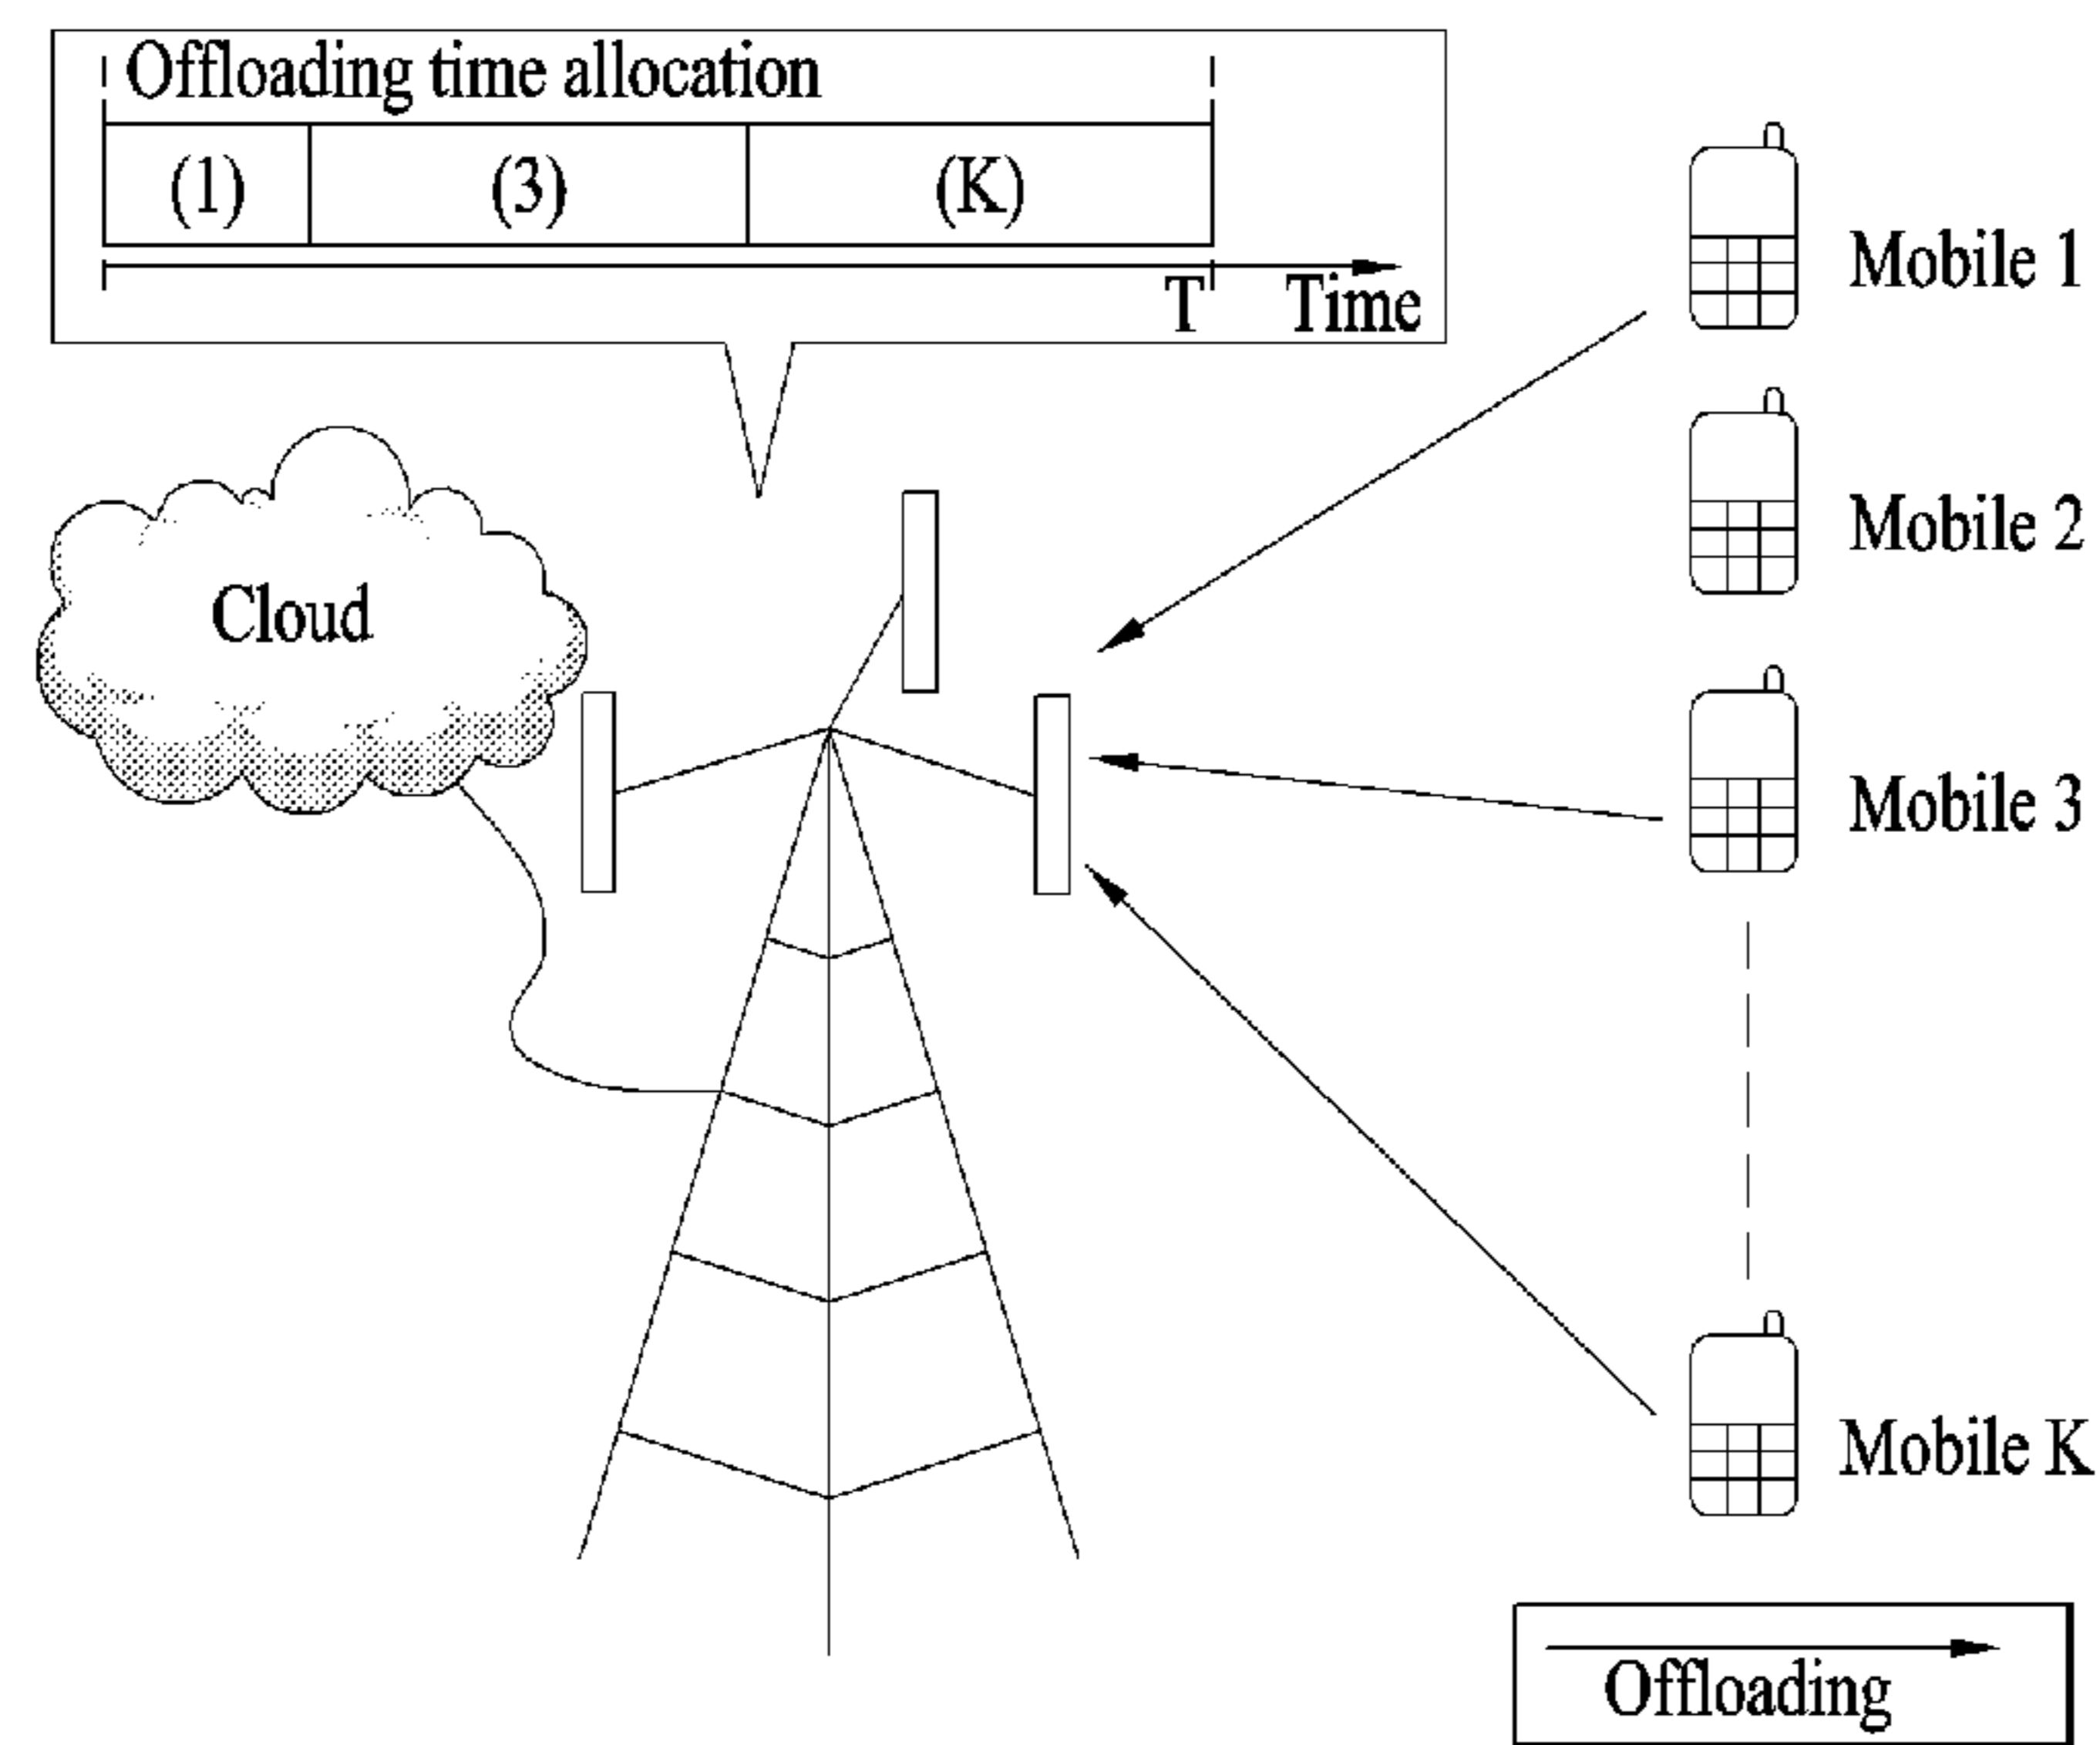 Offloading time allocation
(1) (3) (K)
T Time
Cloud
Mobile 1
Mobile 2
Mobile 3
Mobile K
Offloading